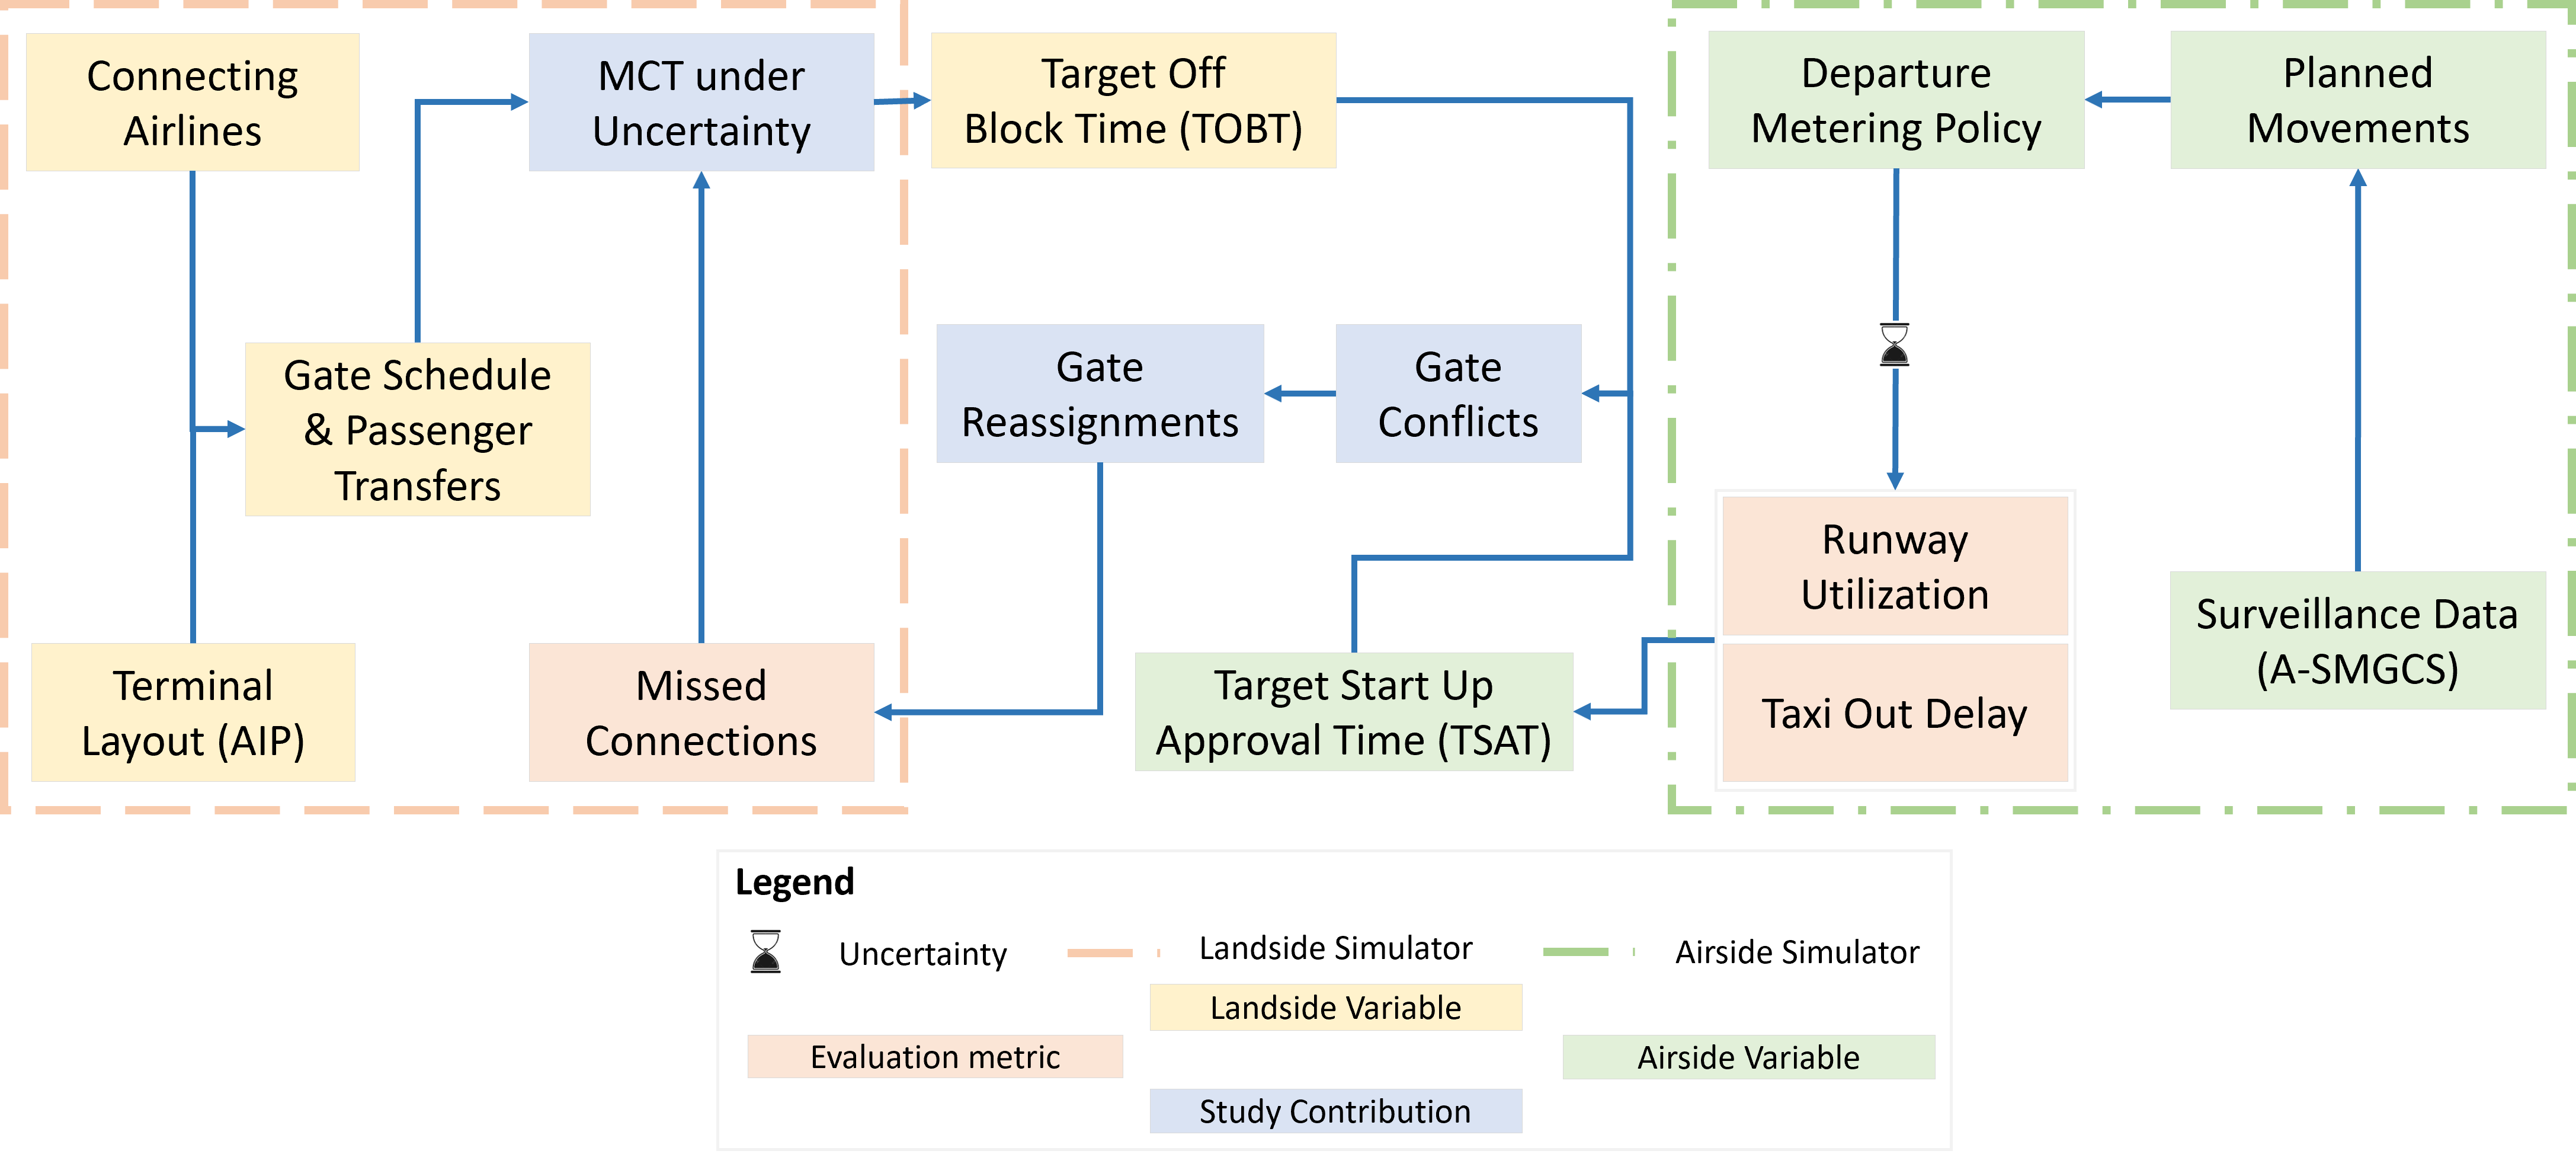 Connecting
Airlines
MCT under
Uncertainty
Target Off
Block Time (TOBT)
Departure
Metering Policy
Planned
Movements
Gate Schedule
& Passenger
Transfers
Gate
Reassignments
Gate
Conflicts
Runway
Utilization
Taxi Out Delay
Surveillance Data
(A-SMGCS)
Terminal
Layout (AIP)
Missed
Connections
Target Start Up
Approval Time (TSAT)
Legend
Uncertainty
Landside Simulator
Airside Simulator
Landside Variable
Evaluation metric
Airside Variable
Study Contribution